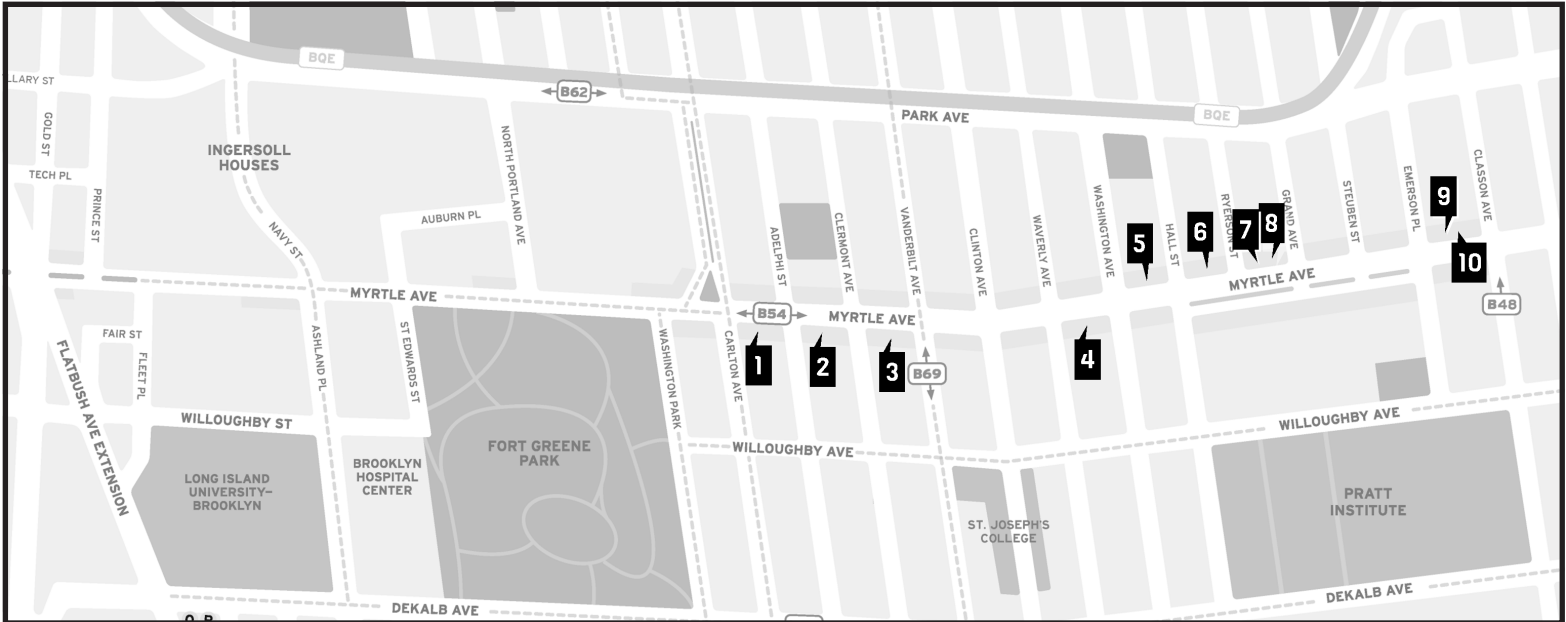 BQE
LLARY ST
B62
GOLD ST
PARK AVE
BQE
INGERSOLL
HOUSES
NORTH PORTLAND AVE
TECH PL
PRINCE ST
AUBURN PL
NAVY ST
ADELPHI ST
CLERMONT AVE
VANDERBILT AVE
CLINTON AVE
WAVERLY AVE
WASHINGTON AVE
HALL ST
RYERSON ST
GRAND AVE
STEUBEN ST
EMERSON PL
CLASSON AVE
5
6
7
8
9
10
MYRTLE AVE
B54
MYRTLE AVE
MYRTLE AVE
B48
FAIR ST
FLEET PL
ASHLAND PL
ST EDWARDS ST
WASHINGTON PARK
CARLTON AVE
1
2
3
B69
4
FLATBUSH AVE EXTENSION
WILLOUGHBY ST
WILLOUGHBY AVE
WILLOUGHBY AVE
FORT GREENE
PARK
BROOKLYN
HOSPITAL
CENTER
LONG ISLAND
UNIVERSITY–
BROOKLYN
ST. JOSEPH'S
COLLEGE
PRATT
INSTITUTE
DEKALB AVE
DEKALB AVE